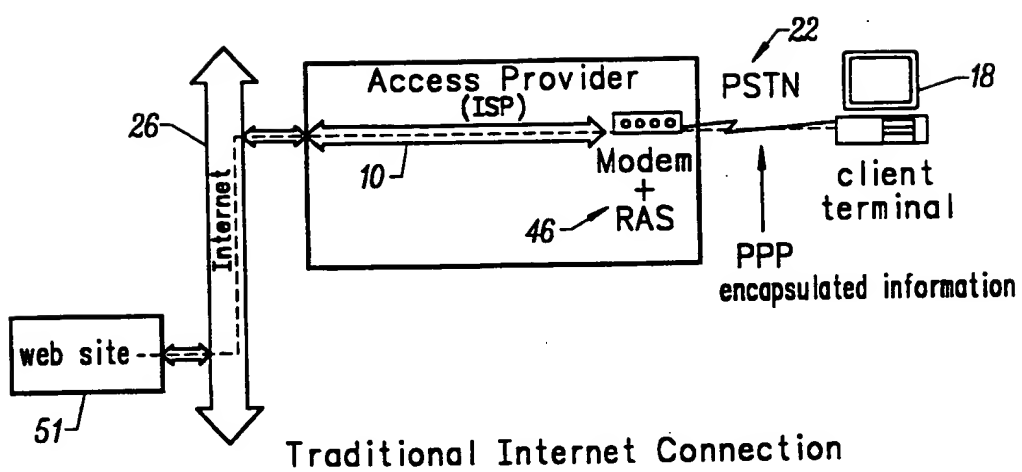 22
Access Provider
(ISP)
PSTN
18
26
10
Modem
+
RAS
46
client
terminal
Internet
PPP
encapsulated information
web site
51
Traditional Internet Connection